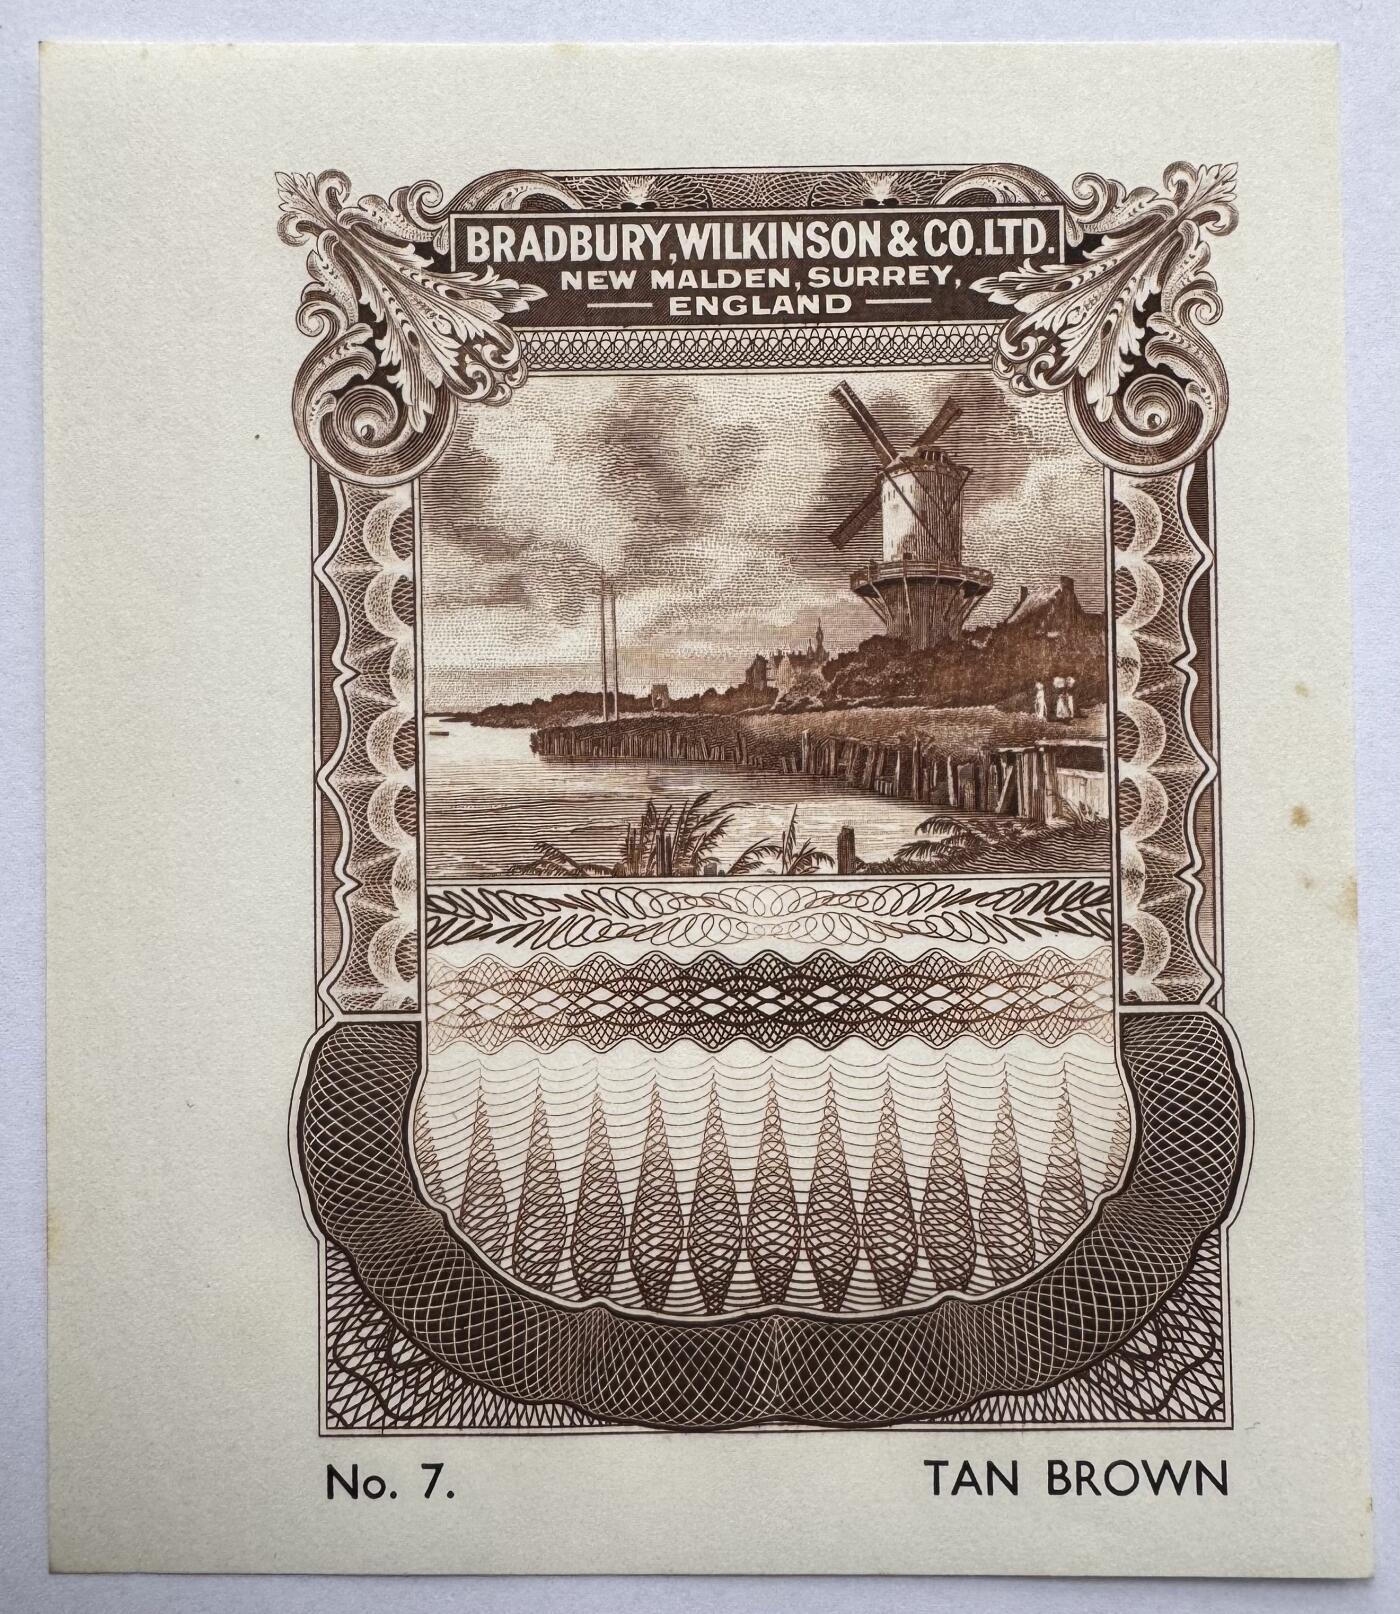 BRADBURY, WILKINSON & CO. LTD.
NEW MALDEN, SURREY,
ENGLAND
No. 7. TAN BROWN